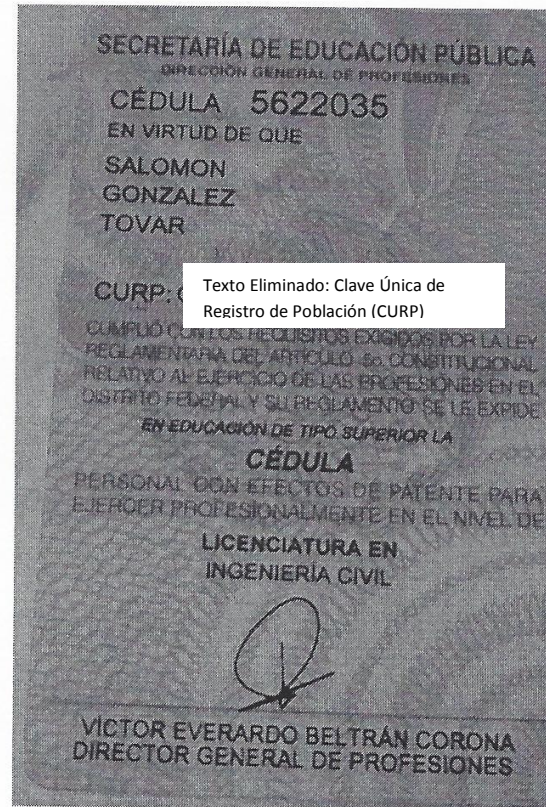 SECRETARÍA DE EDUCACIÓN PÚBLICA
DIRECCIÓN GENERAL DE PROFESIONES
CÉDULA 5622035
EN VIRTUD DE QUE
SALOMON
GONZALEZ
TOVAR
CURP:
Texto Eliminado: Clave Única de
Registro de Población (CURP)
CUMPLIÓ CON LOS REQUISITOS EXIGIDOS POR LA LEY
REGLAMENTARIA DEL ARTÍCULO 5o. CONSTITUCIONAL
RELATIVO AL EJERCICIO DE LAS PROFESIONES EN EL
DISTRITO FEDERAL Y SU REGLAMENTO SE LE EXPIDE
EN EDUCACIÓN DE TIPO SUPERIOR LA
CÉDULA
PERSONAL CON EFECTOS DE PATENTE PARA
EJERCER PROFESIONALMENTE EN EL NIVEL DE
LICENCIATURA EN
INGENIERÍA CIVIL
VICTOR EVERARDO BELTRÁN CORONA
DIRECTOR GENERAL DE PROFESIONES